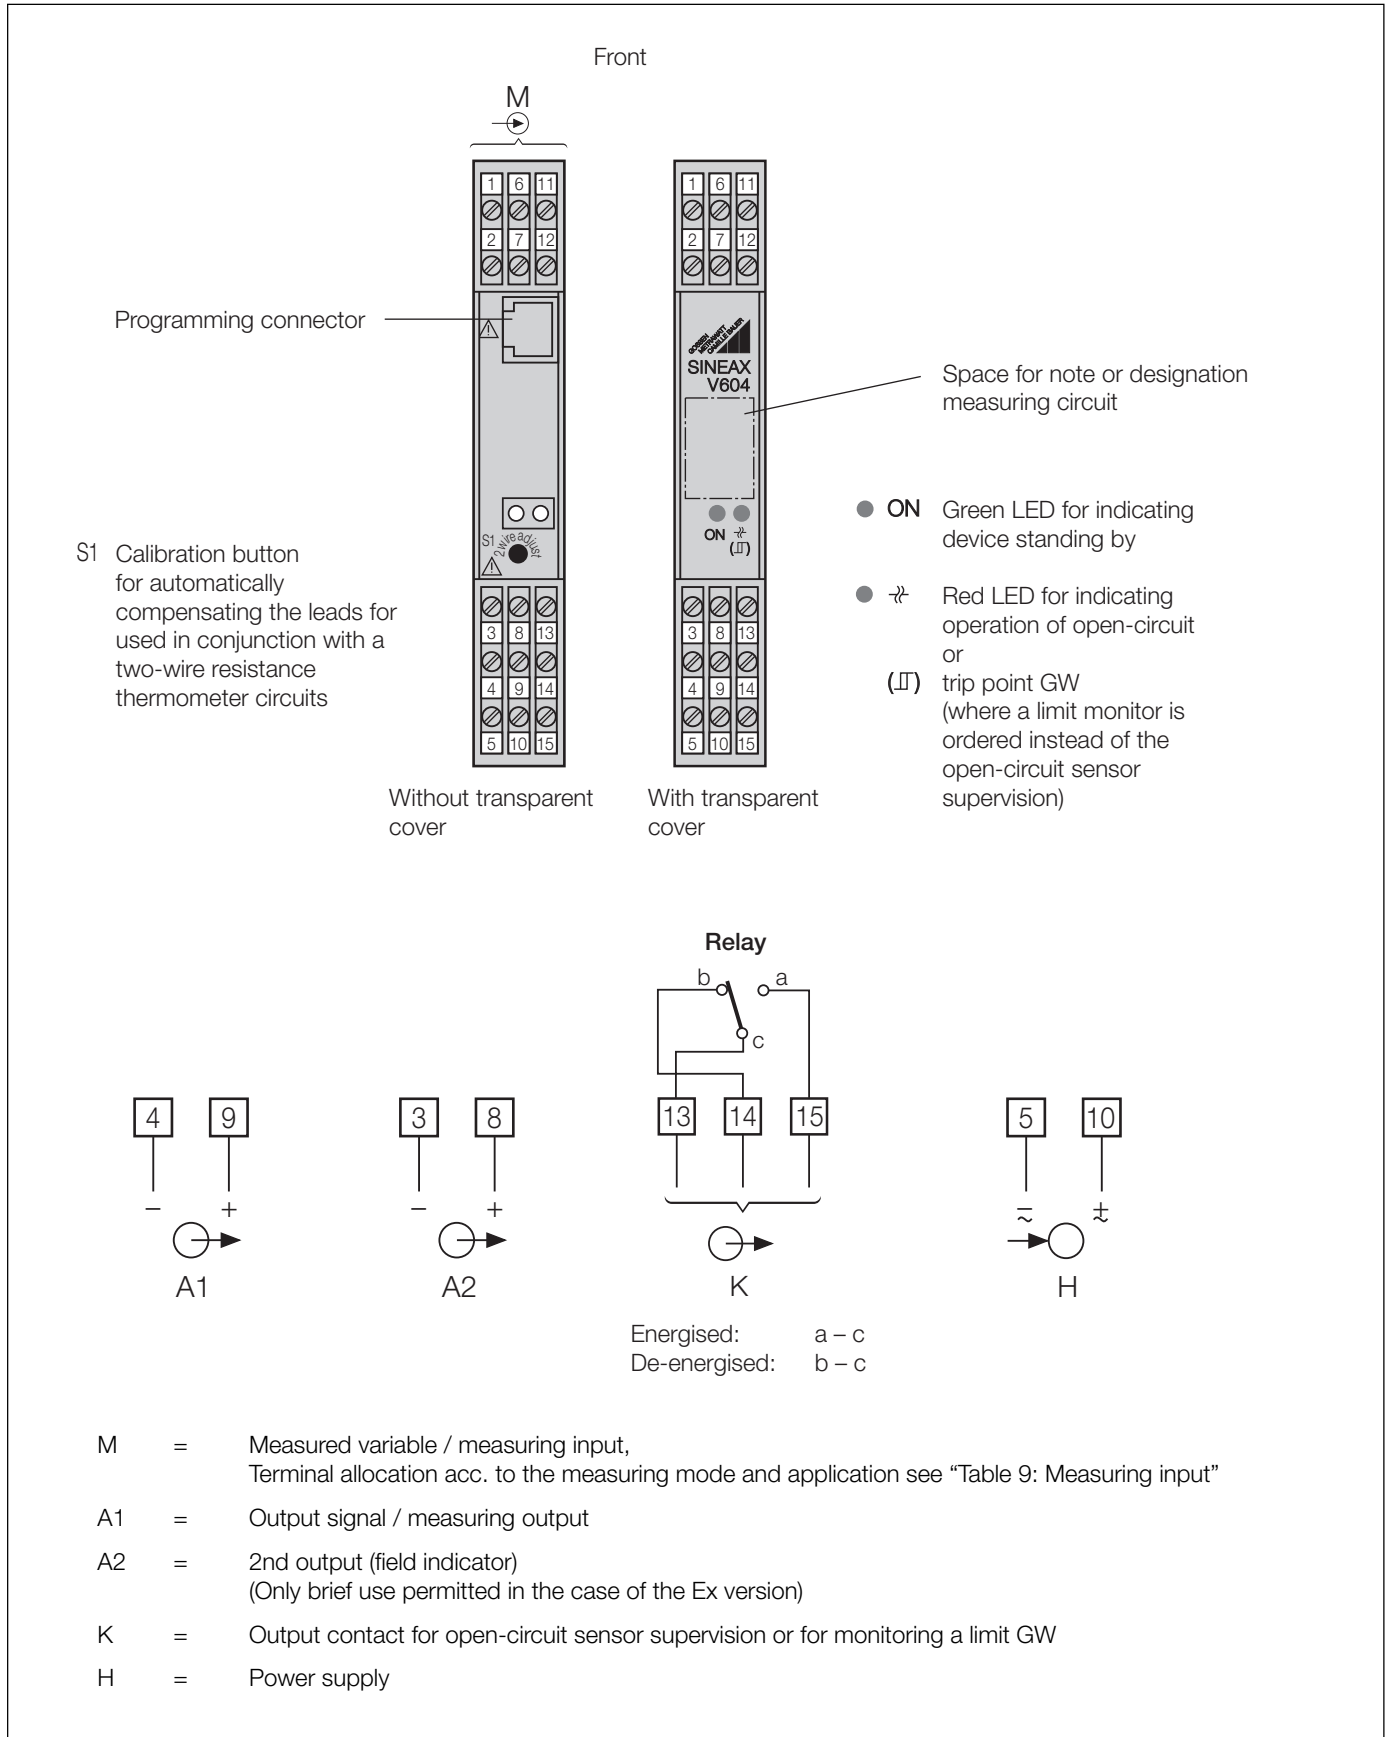 Front
M
1 6 11
2 7 12
1 6 11
2 7 12
Programming connector
GOSSEN
METRAWATT
CAMILLE BAUER
SINEAX
V604
Space for note or designation
measuring circuit
S1
2 wire adjust
ON
ON Green LED for indicating
device standing by
S1 Calibration button
for automatically
compensating the leads for
used in conjunction with a
two-wire resistance
thermometer circuits
Red LED for indicating
operation of open-circuit
or
trip point GW
(where a limit monitor is
ordered instead of the
open-circuit sensor
supervision)
3 8 13
4 9 14
5 10 15
3 8 13
4 9 14
5 10 15
Without transparent
cover
With transparent
cover
Relay
b a
c
4 9
3 8
13 14 15
5 10
– +
– +
A1
A2
K
H
Energised: a – c
De-energised: b – c
M = Measured variable / measuring input,
Terminal allocation acc. to the measuring mode and application see “Table 9: Measuring input”
A1 = Output signal / measuring output
A2 = 2nd output (field indicator)
(Only brief use permitted in the case of the Ex version)
K = Output contact for open-circuit sensor supervision or for monitoring a limit GW
H = Power supply